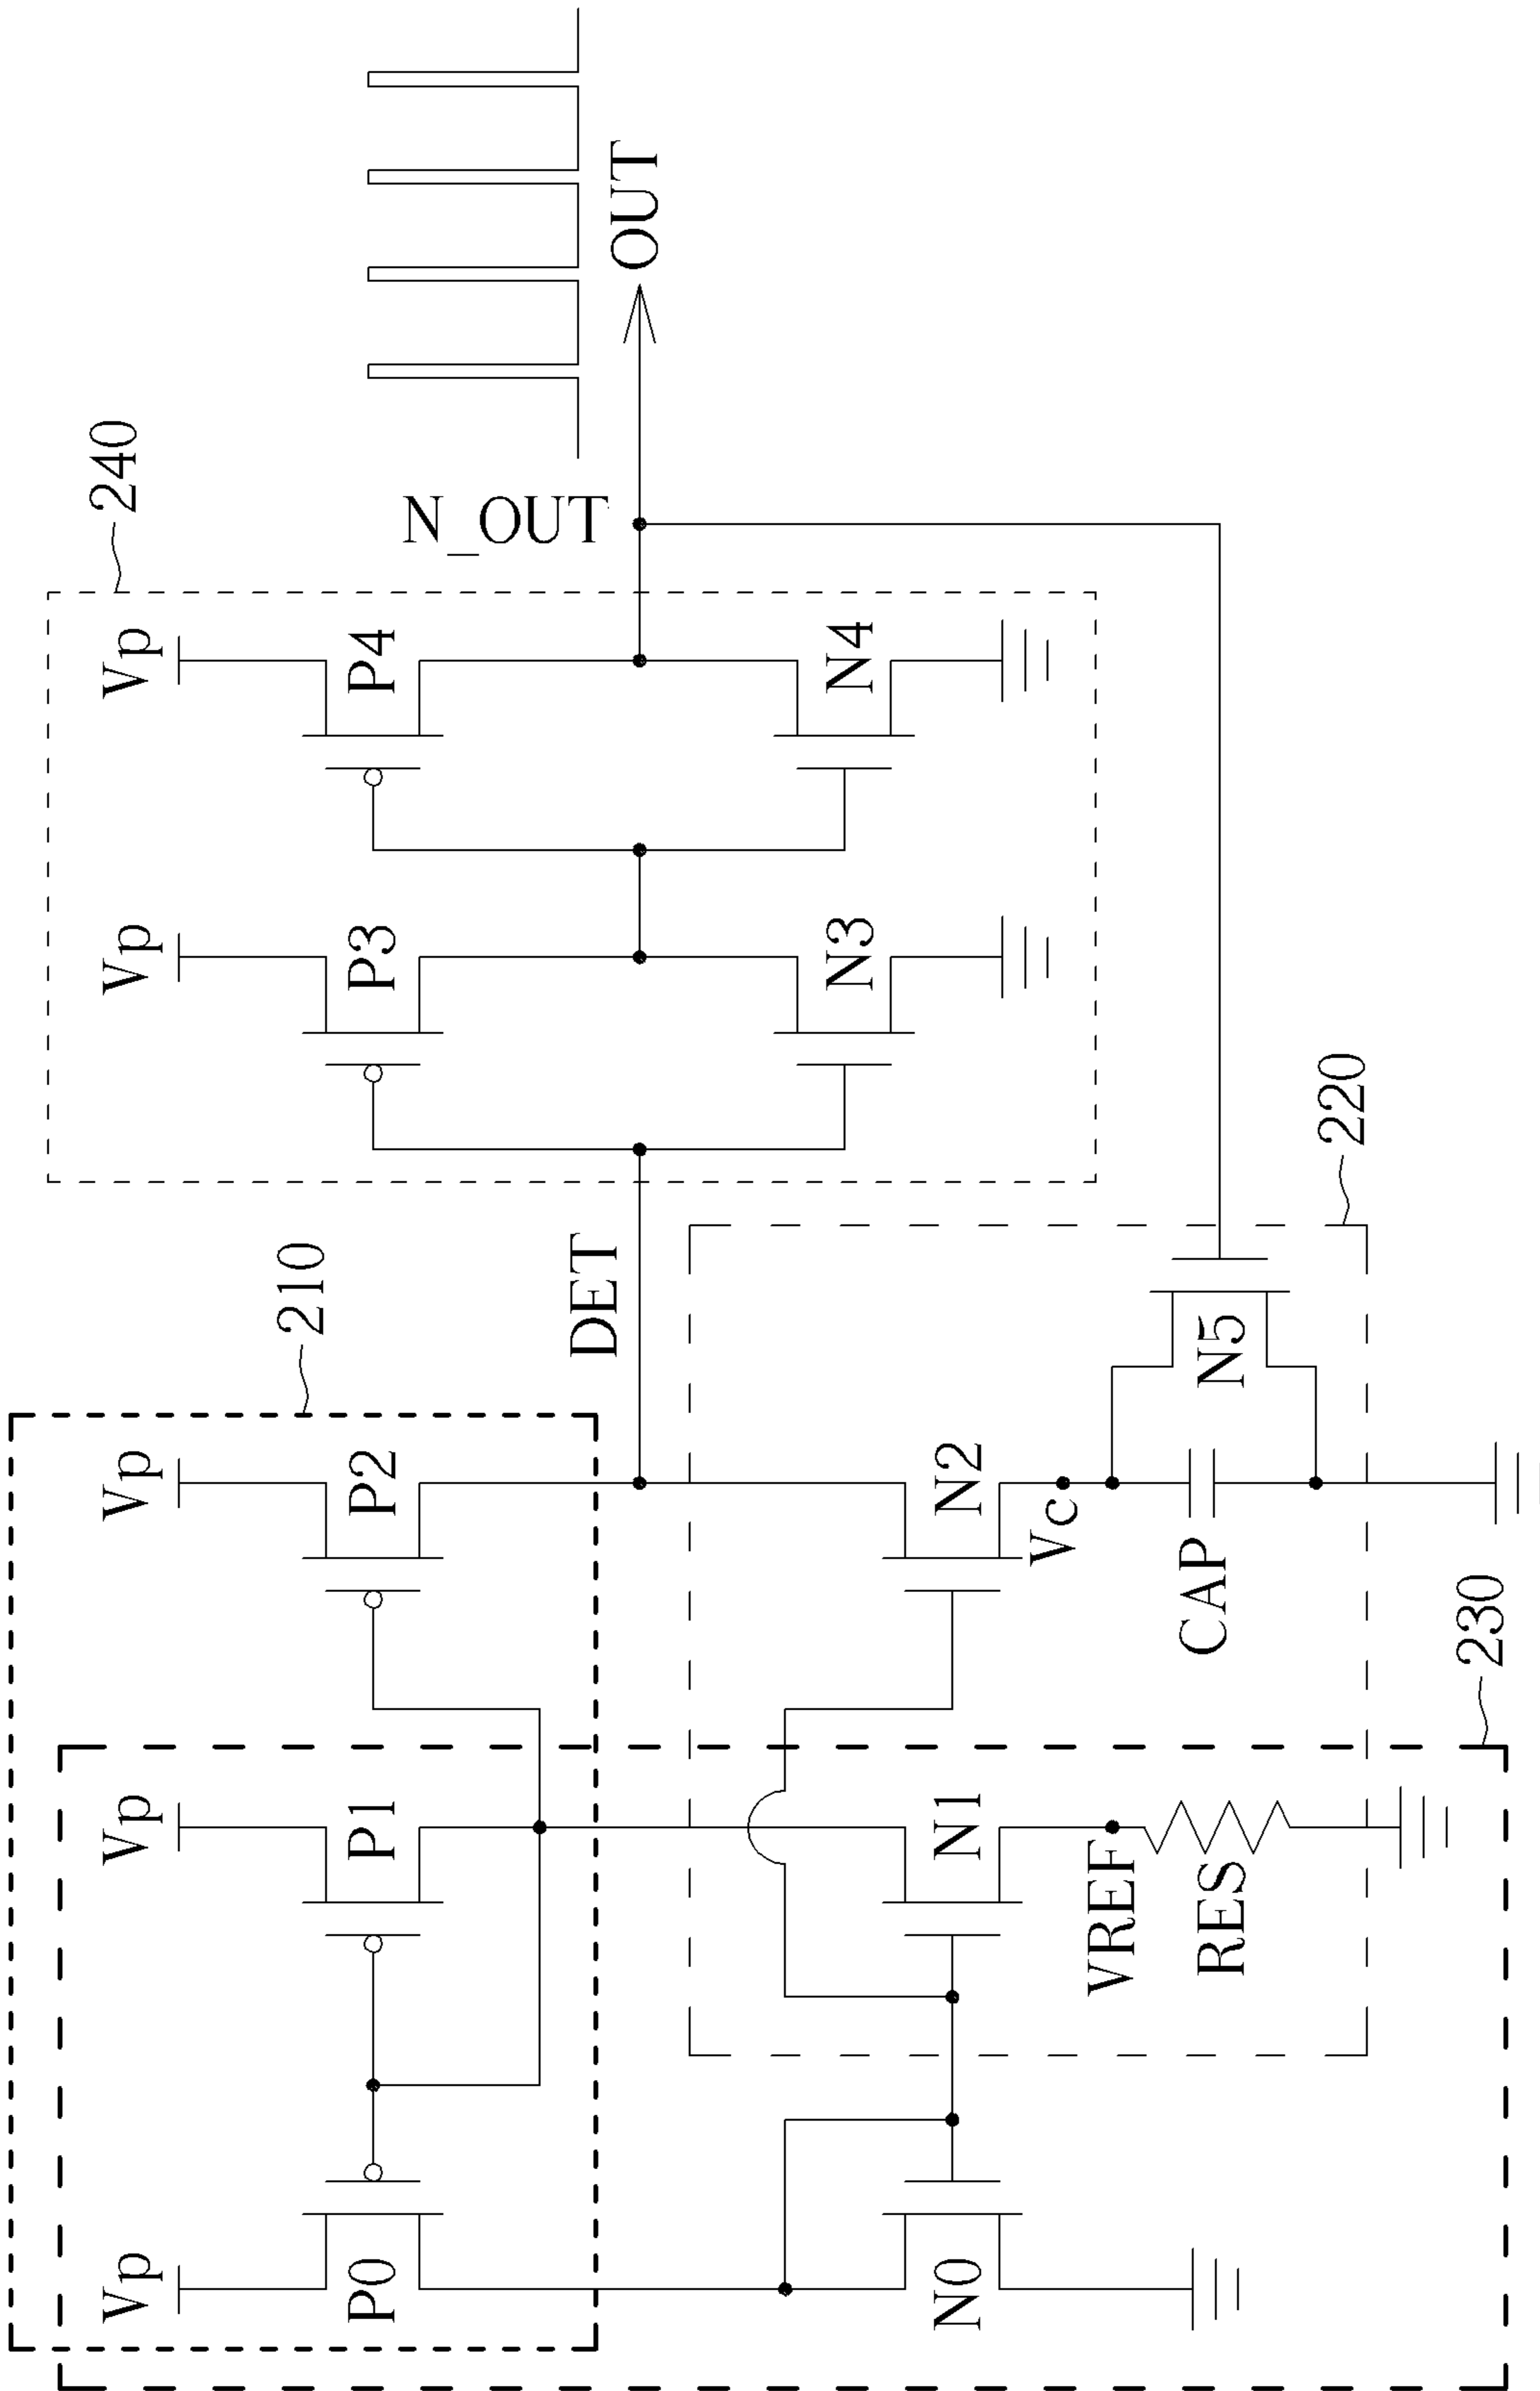 240
OUT
N_OUT
Vp
P4
N4
Vp
P3
N3
210
DET
220
Vp
P2
N2
Vc
CAP
N5
230
Vp
P1
N1
VREF
RES
Vp
P0
N0